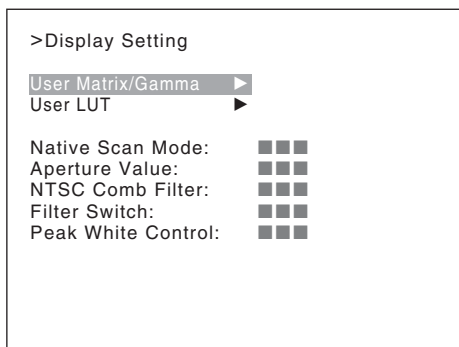 >Display Setting
User Matrix/Gamma ▶
User LUT ▶
Native Scan Mode: ■■■
Aperture Value: ■■■
NTSC Comb Filter: ■■■
Filter Switch: ■■■
Peak White Control: ■■■